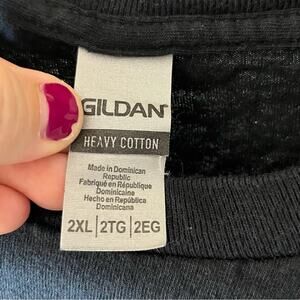 GILDAN
HEAVY COTTON
Made in Dominican
Republic
Fabriqué en République
Dominicaine
Hecho en República
Dominicana
2XL | 2TG | 2EG